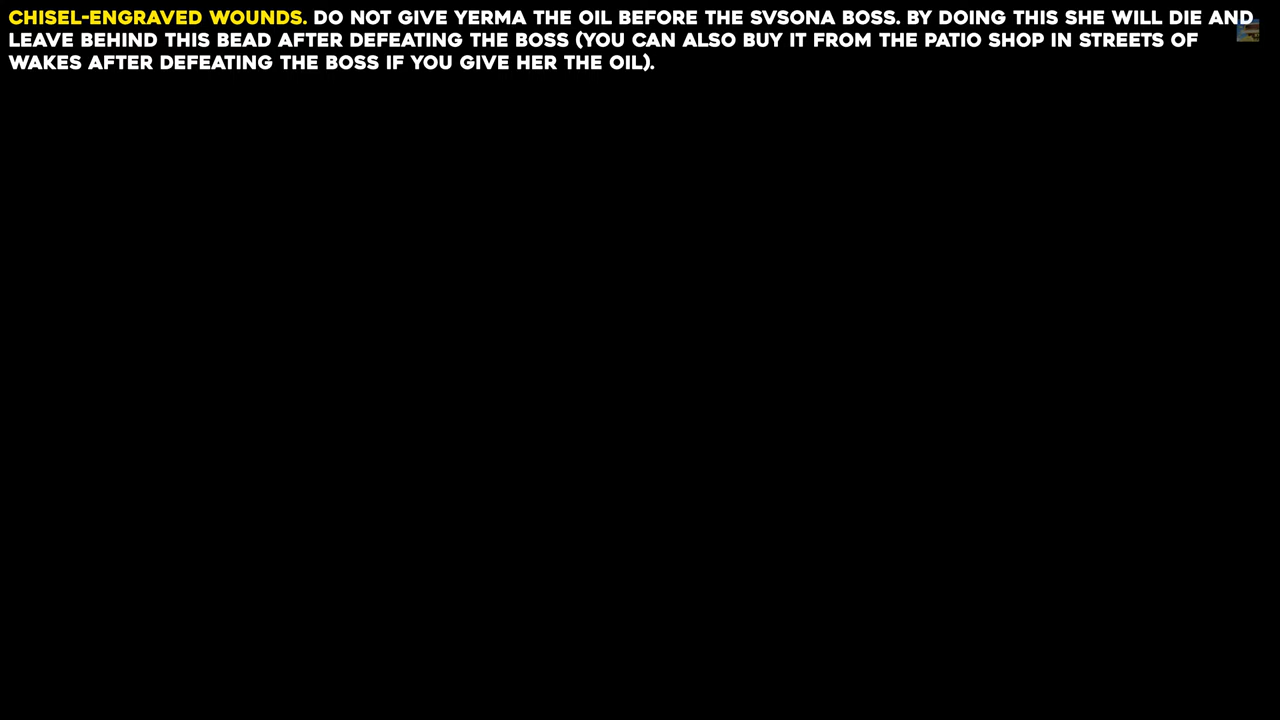 CHISEL-ENGRAVED WOUNDS. DO NOT GIVE YERMA THE OIL BEFORE THE SVSONA BOSS. BY DOING THIS SHE WILL DIE AND
LEAVE BEHIND THIS BEAD AFTER DEFEATING THE BOSS (YOU CAN ALSO BUY IT FROM THE PATIO SHOP IN STREETS OF
WAKES AFTER DEFEATING THE BOSS IF YOU GIVE HER THE OIL).